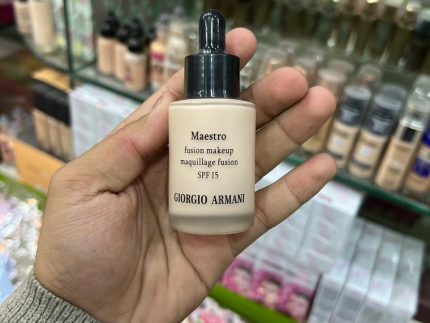 Maestro
fusion makeup
maquillage fusion
SPF 15
GIORGIO ARMANI